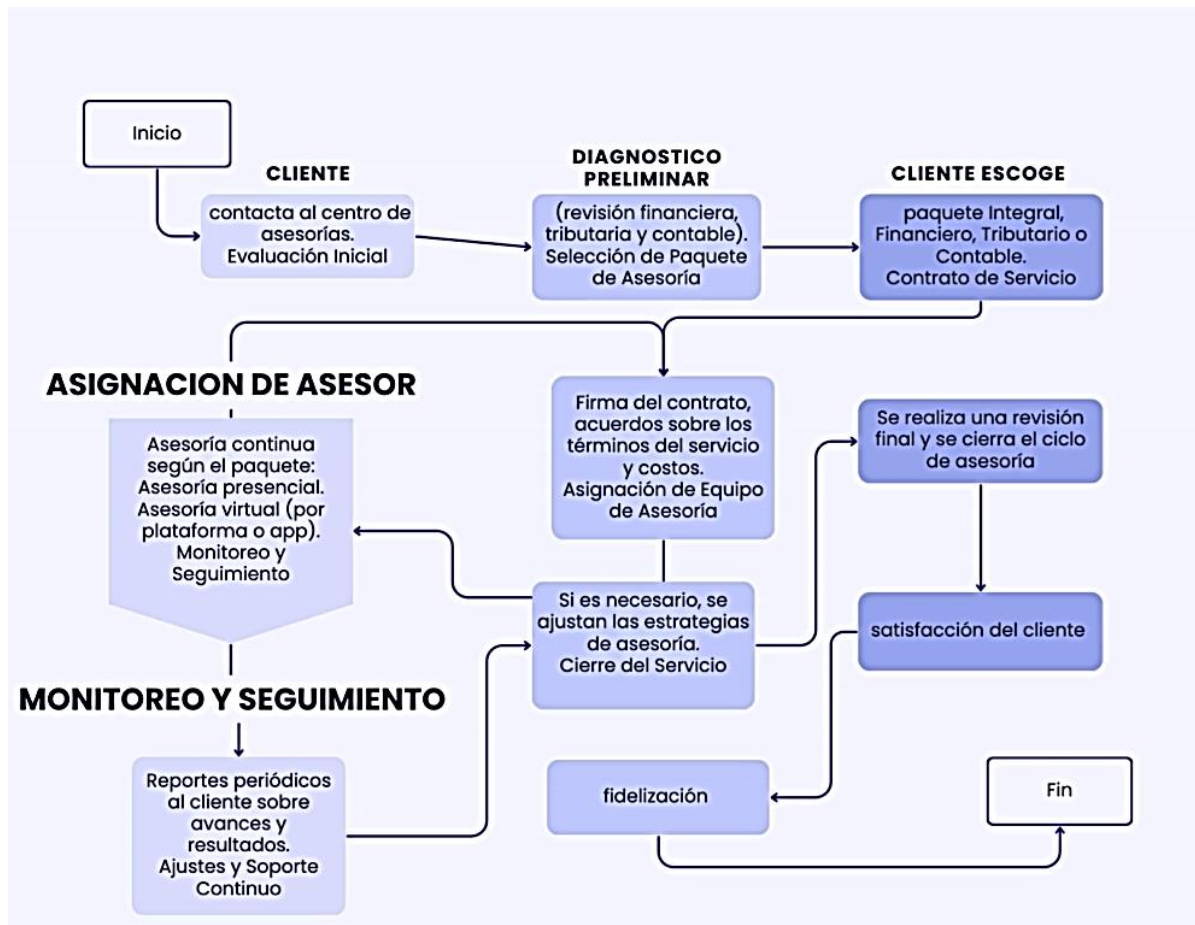 Inicio
CLIENTE
contacta al centro de
asesorías.
Evaluación Inicial
DIAGNOSTICO
PRELIMINAR
(revisión financiera,
tributaria y contable).
Selección de Paquete
de Asesoría
CLIENTE ESCOGE
paquete Integral,
Financiero, Tributario o
Contable.
Contrato de Servicio
ASIGNACION DE ASESOR
Asesoría continua
según el paquete:
Asesoría presencial.
Asesoría virtual (por
plataforma o app).
Monitoreo y
Seguimiento
Firma del contrato,
acuerdos sobre los
términos del servicio
y costos.
Asignación de Equipo
de Asesoría
Se realiza una revisión
final y se cierra el ciclo
de asesoría
Si es necesario, se
ajustan las estrategias
de asesoría.
Cierre del Servicio
satisfacción del cliente
MONITOREO Y SEGUIMIENTO
Reportes periódicos
al cliente sobre
avances y
resultados.
Ajustes y Soporte
Continuo
fidelización
Fin